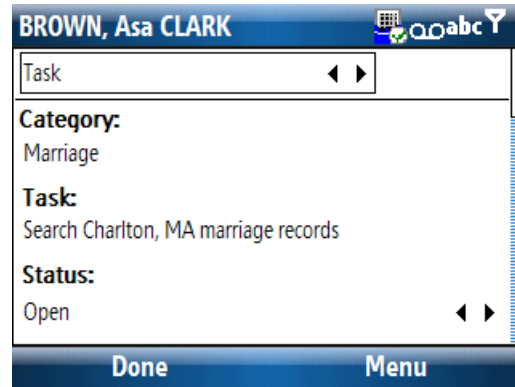 BROWN, Asa CLARK abc
Task
Category:
Marriage
Task:
Search Charlton, MA marriage records
Status:
Open
Done Menu